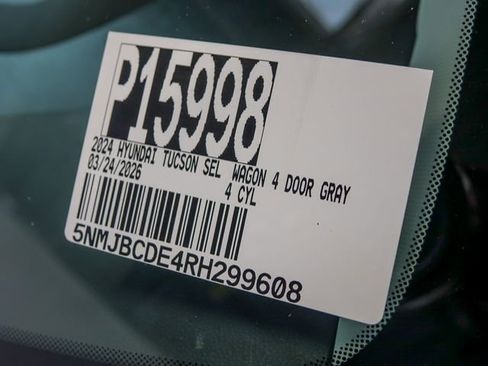 P15998
2024 HYUNDAI TUCSON SEL WAGON 4 DOOR GRAY
03/24/2026 4 CYL
5NMJBCDE4RH299608